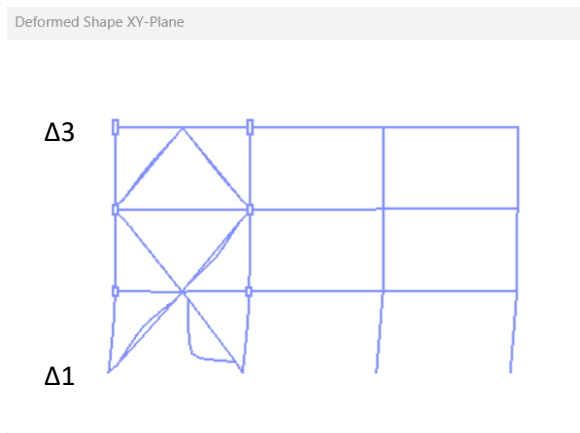 Deformed Shape XY-Plane
Δ3
Δ1